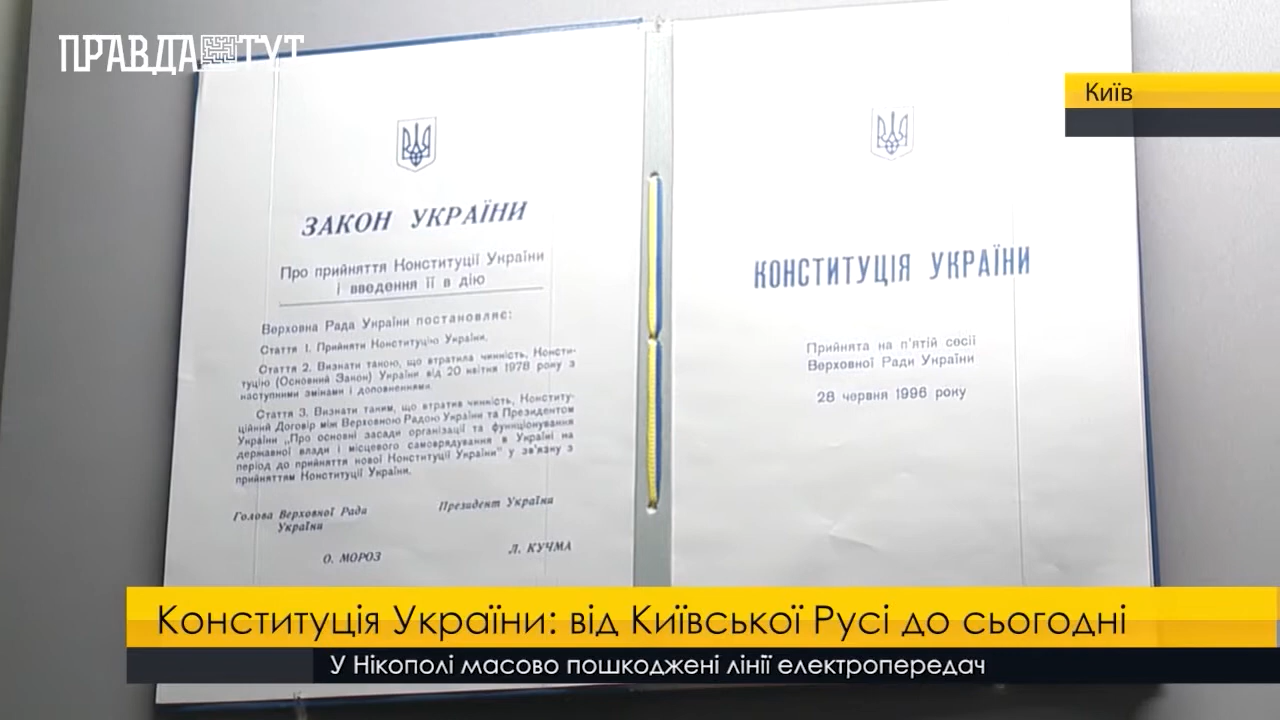 ПРАВДА ТУТ
Київ
ЗАКОН УКРАЇНИ
Про прийняття Конституції України
і введення її в дію
Верховна Рада України постановляє:
Стаття 1. Прийняти Конституцію України.
Стаття 2. Визнати такою, що втратила чинність, Консти-
туцію (Основний Закон) України від 20 квітня 1978 року з
наступними змінами і доповненнями.
Стаття 3. Визнати таким, що втратив чинність, Конститу-
ційний Договір між Верховною Радою України та Президентом
України „Про основні засади організації та функціонування
державної влади і місцевого самоврядування в Україні на
період до прийняття нової Конституції України" у зв'язку з
прийняттям Конституції України.
Голова Верховної Ради
України
Президент України
О. МОРОЗ
Л. КУЧМА
КОНСТИТУЦІЯ УКРАЇНИ
Прийнята на п'ятій сесії
Верховної Ради України
28 червня 1996 року
Конституція України: від Київської Русі до сьогодні
У Нікополі масово пошкоджені лінії електропередач